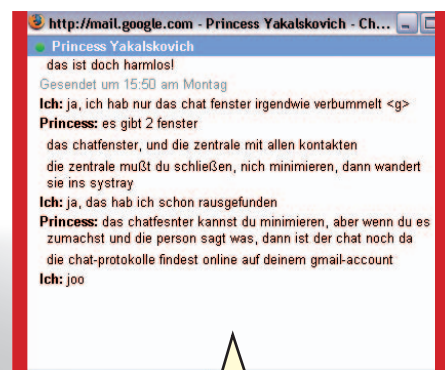 http://mail.google.com - Princess Yakalskovich - Ch...
Princess Yakalskovich
das ist doch harmlos!
Gesendet um 15:50 am Montag
Ich: ja, ich hab nur das chat fenster irgendwie verbummelt <g>
Princess: es gibt 2 fenster
das chatfenster, und die zentrale mit allen kontakten
die zentrale mußt du schließen, nich minimieren, dann wandert
sie ins systray
Ich: ja, das hab ich schon rausgefunden
Princess: das chatfesnter kannst du minimieren, aber wenn du es
zumachst und die person sagt was, dann ist der chat noch da
die chat-protokolle findest online auf deinem gmail-account
Ich: joo